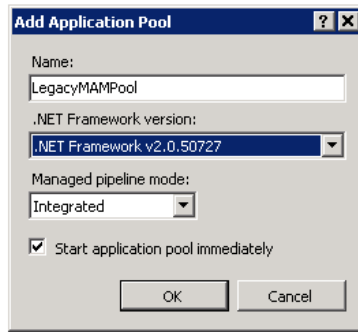 Add Application Pool
Name:
LegacyMAMPool
.NET Framework version:
.NET Framework v2.0.50727
Managed pipeline mode:
Integrated
Start application pool immediately
OK Cancel